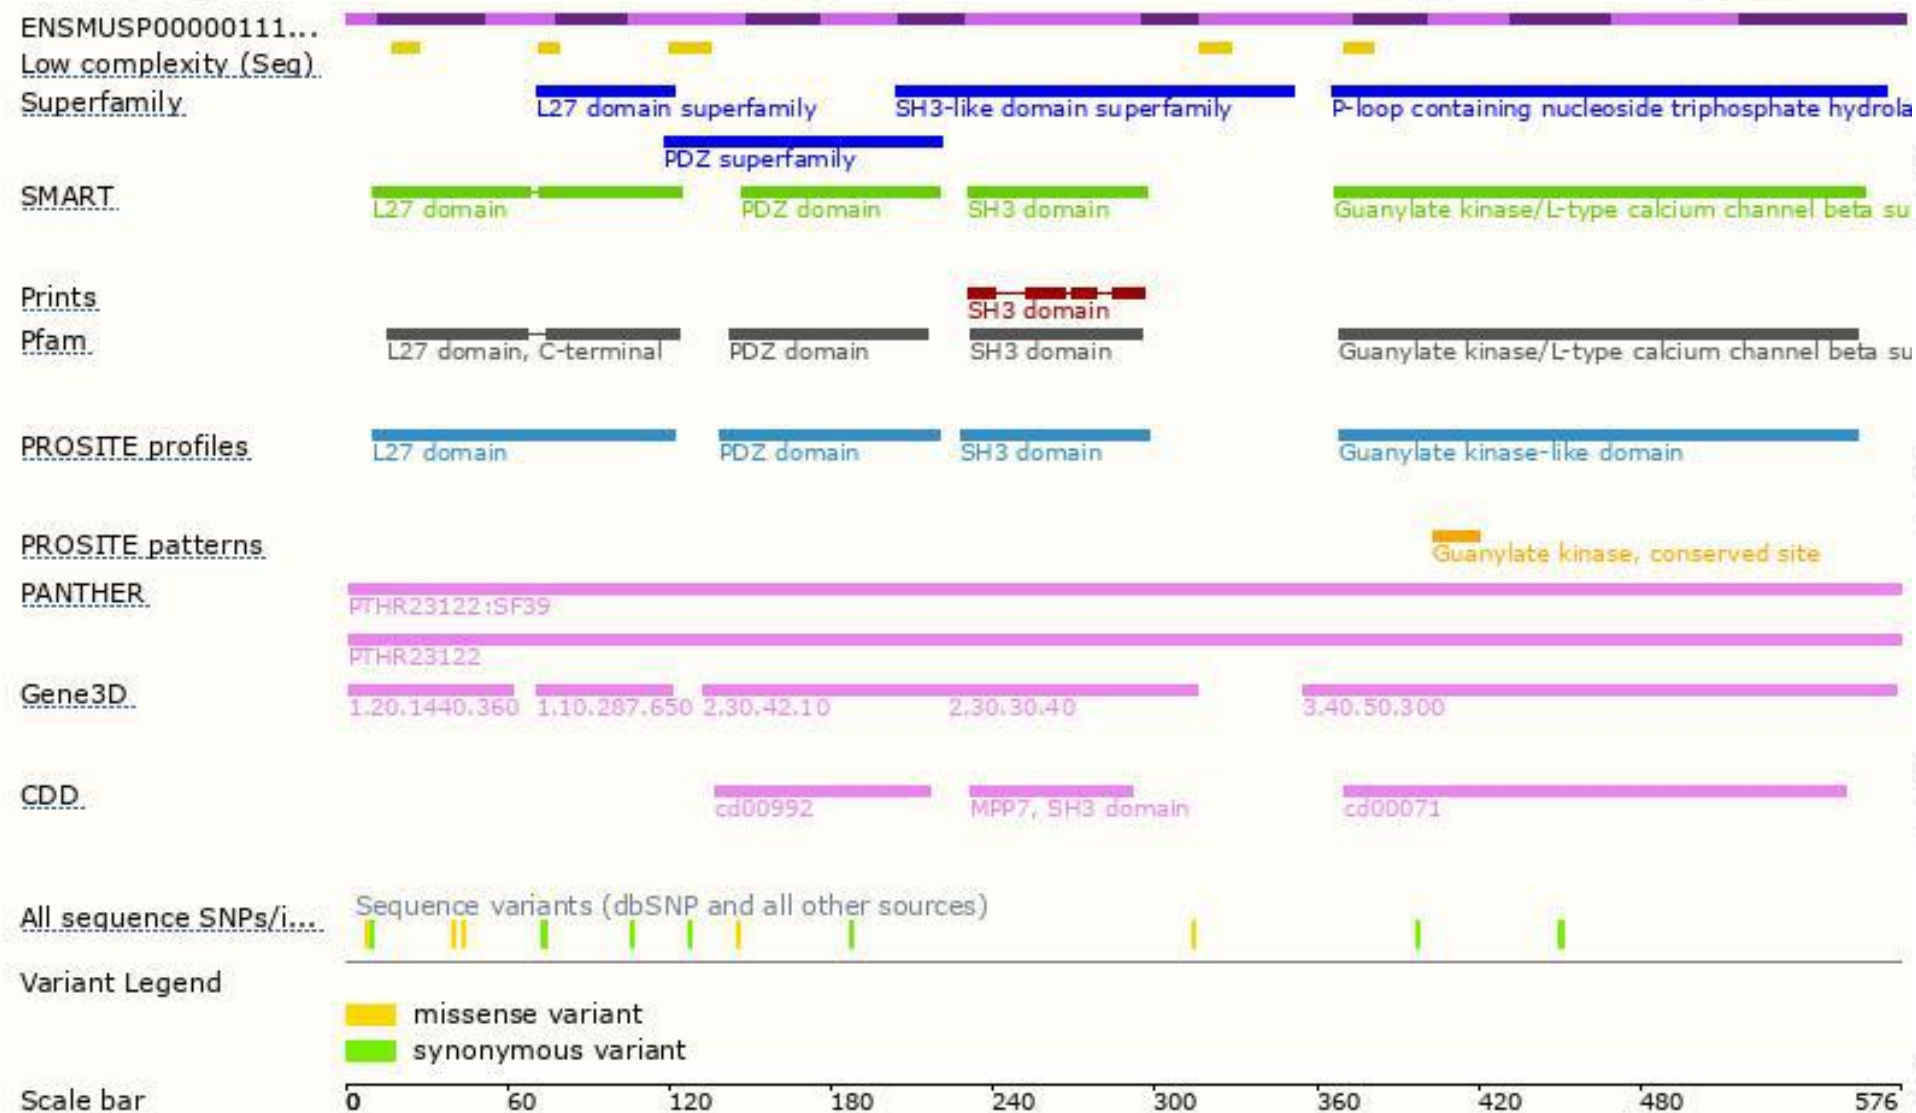 ENSMUSP00000111...
Low complexity (Seg)
Superfamily
L27 domain superfamily SH3-like domain superfamily P-loop containing nucleoside triphosphate hydrola
PDZ superfamily
SMART
L27 domain PDZ domain SH3 domain Guanylate kinase/L-type calcium channel beta su
Prints
SH3 domain
Pfam
L27 domain, C-terminal PDZ domain SH3 domain Guanylate kinase/L-type calcium channel beta su
PROSITE profiles
L27 domain PDZ domain SH3 domain Guanylate kinase-like domain
PROSITE patterns
Guanylate kinase, conserved site
PANTHER
PTHR23122:SF39
PTHR23122
Gene3D
1.20.1440.360 1.10.287.650 2.30.42.10 2.30.30.40 3.40.50.300
CDD
cd00992 MPP7, SH3 domain cd00071
Sequence variants (dbSNP and all other sources)
All sequence SNPs/i...
Variant Legend
missense variant
synonymous variant
Scale bar 0 60 120 180 240 300 360 420 480 576